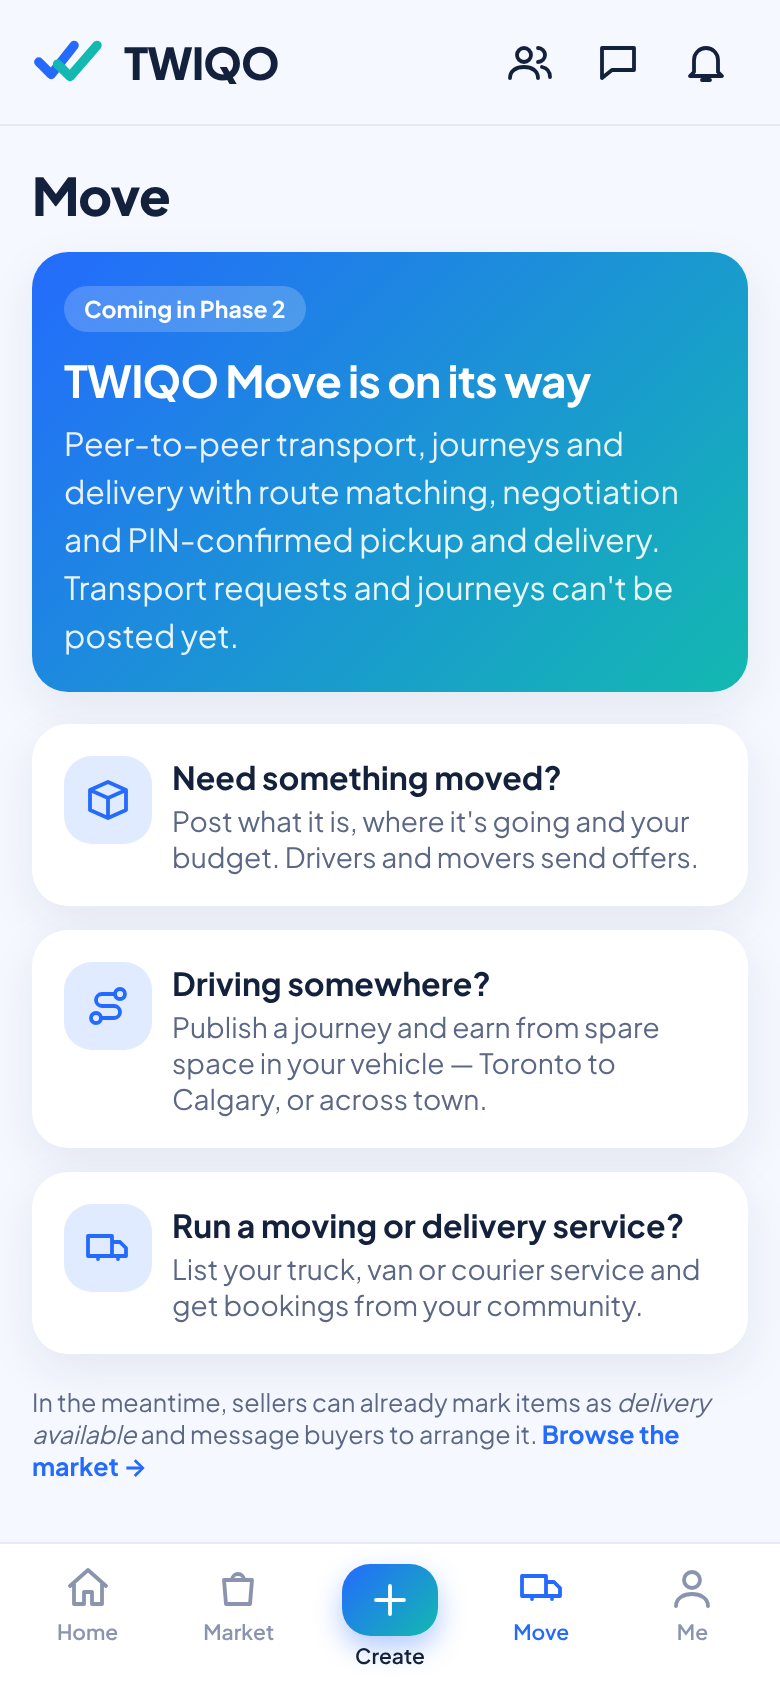 TWIQO
Move
Coming in Phase 2
TWIQO Move is on its way
Peer-to-peer transport, journeys and
delivery with route matching, negotiation
and PIN-confirmed pickup and delivery.
Transport requests and journeys can't be
posted yet.
Need something moved?
Post what it is, where it's going and your
budget. Drivers and movers send offers.
Driving somewhere?
Publish a journey and earn from spare
space in your vehicle — Toronto to
Calgary, or across town.
Run a moving or delivery service?
List your truck, van or courier service and
get bookings from your community.
In the meantime, sellers can already mark items as delivery
available and message buyers to arrange it. Browse the
market →
Home
Market
Create
Move
Me